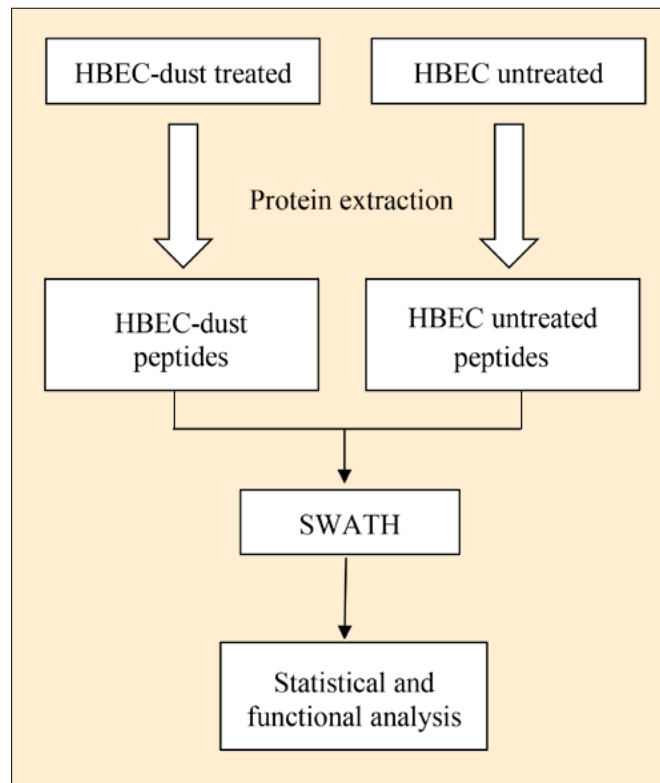 HBEC-dust treated
HBEC untreated
Protein extraction
HBEC-dust
peptides
HBEC untreated
peptides
SWATH
Statistical and
functional analysis